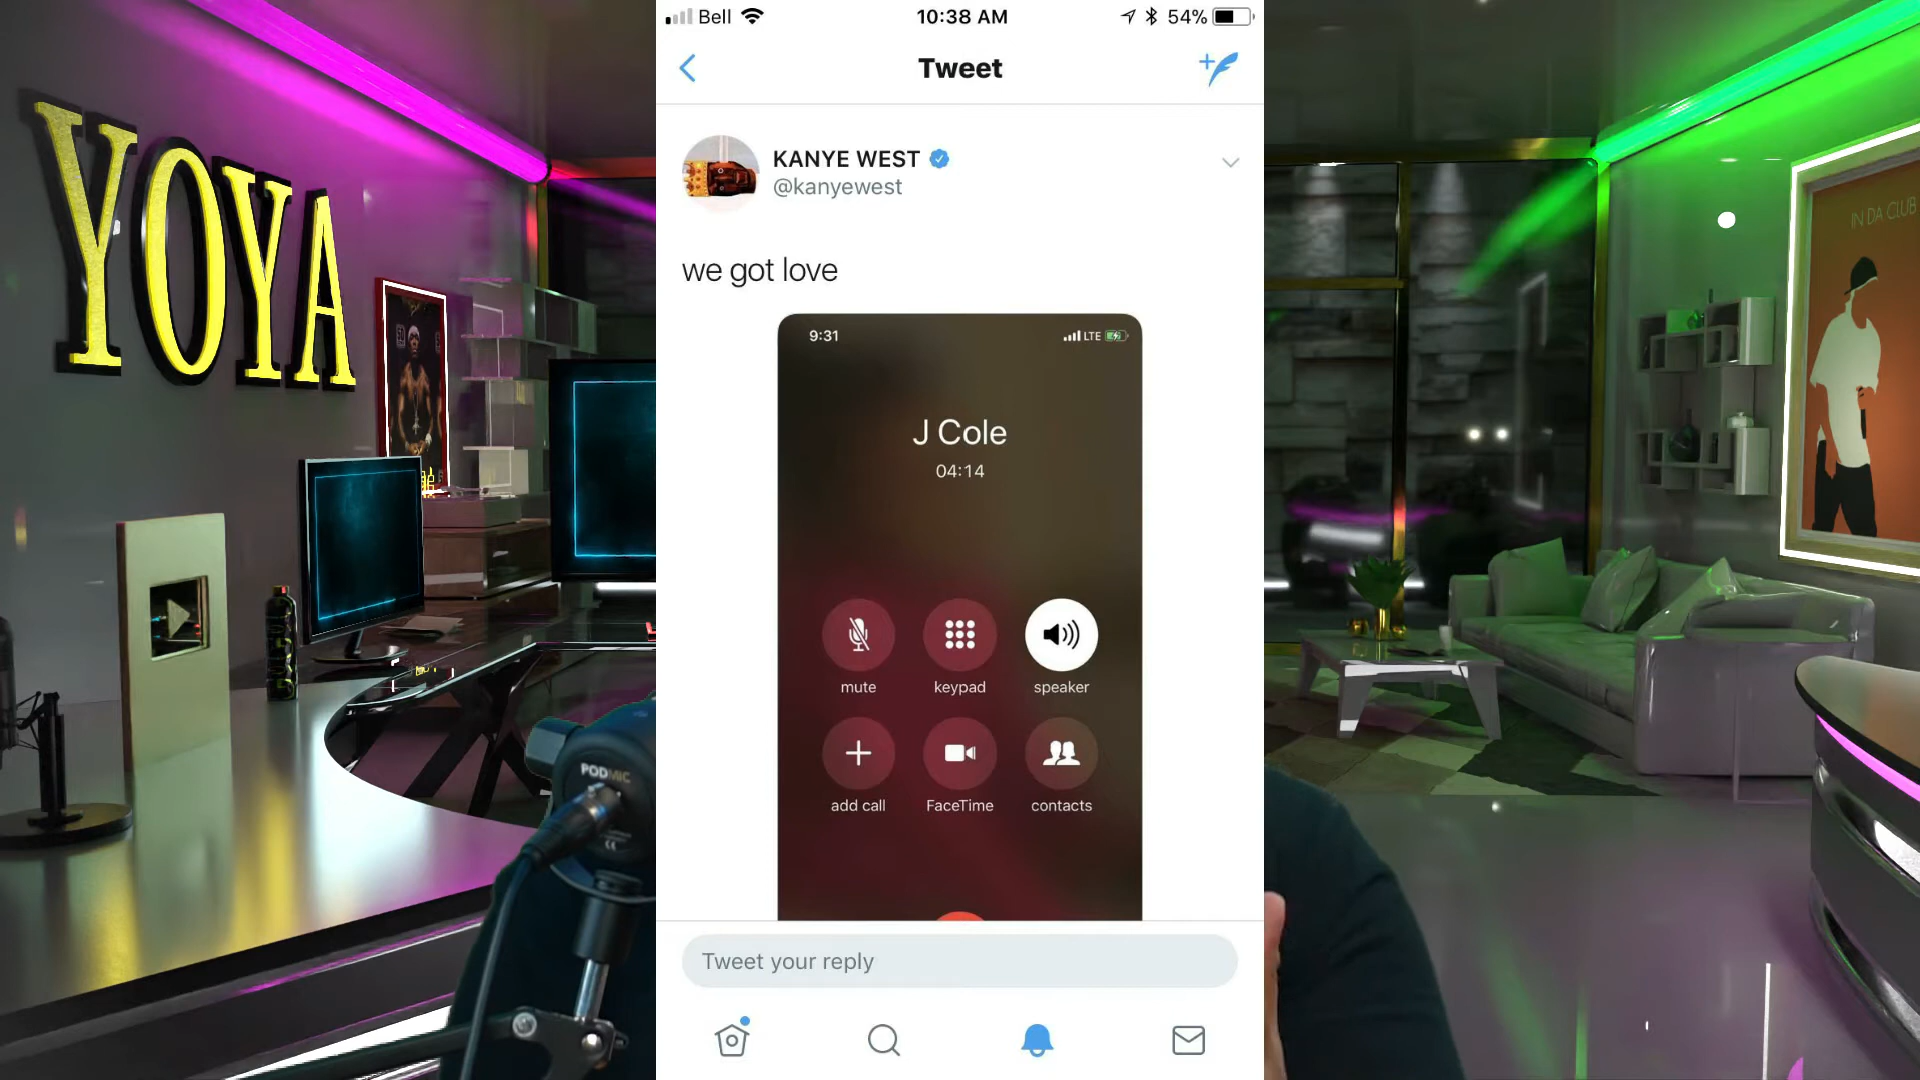 YOYA
Bell
10:38 AM
54%
Tweet
KANYE WEST
@kanyewest
we got love
9:31
LTE
J Cole
04:14
mute
keypad
speaker
add call
FaceTime
contacts
Tweet your reply
IN DA CLUB
PODMIC